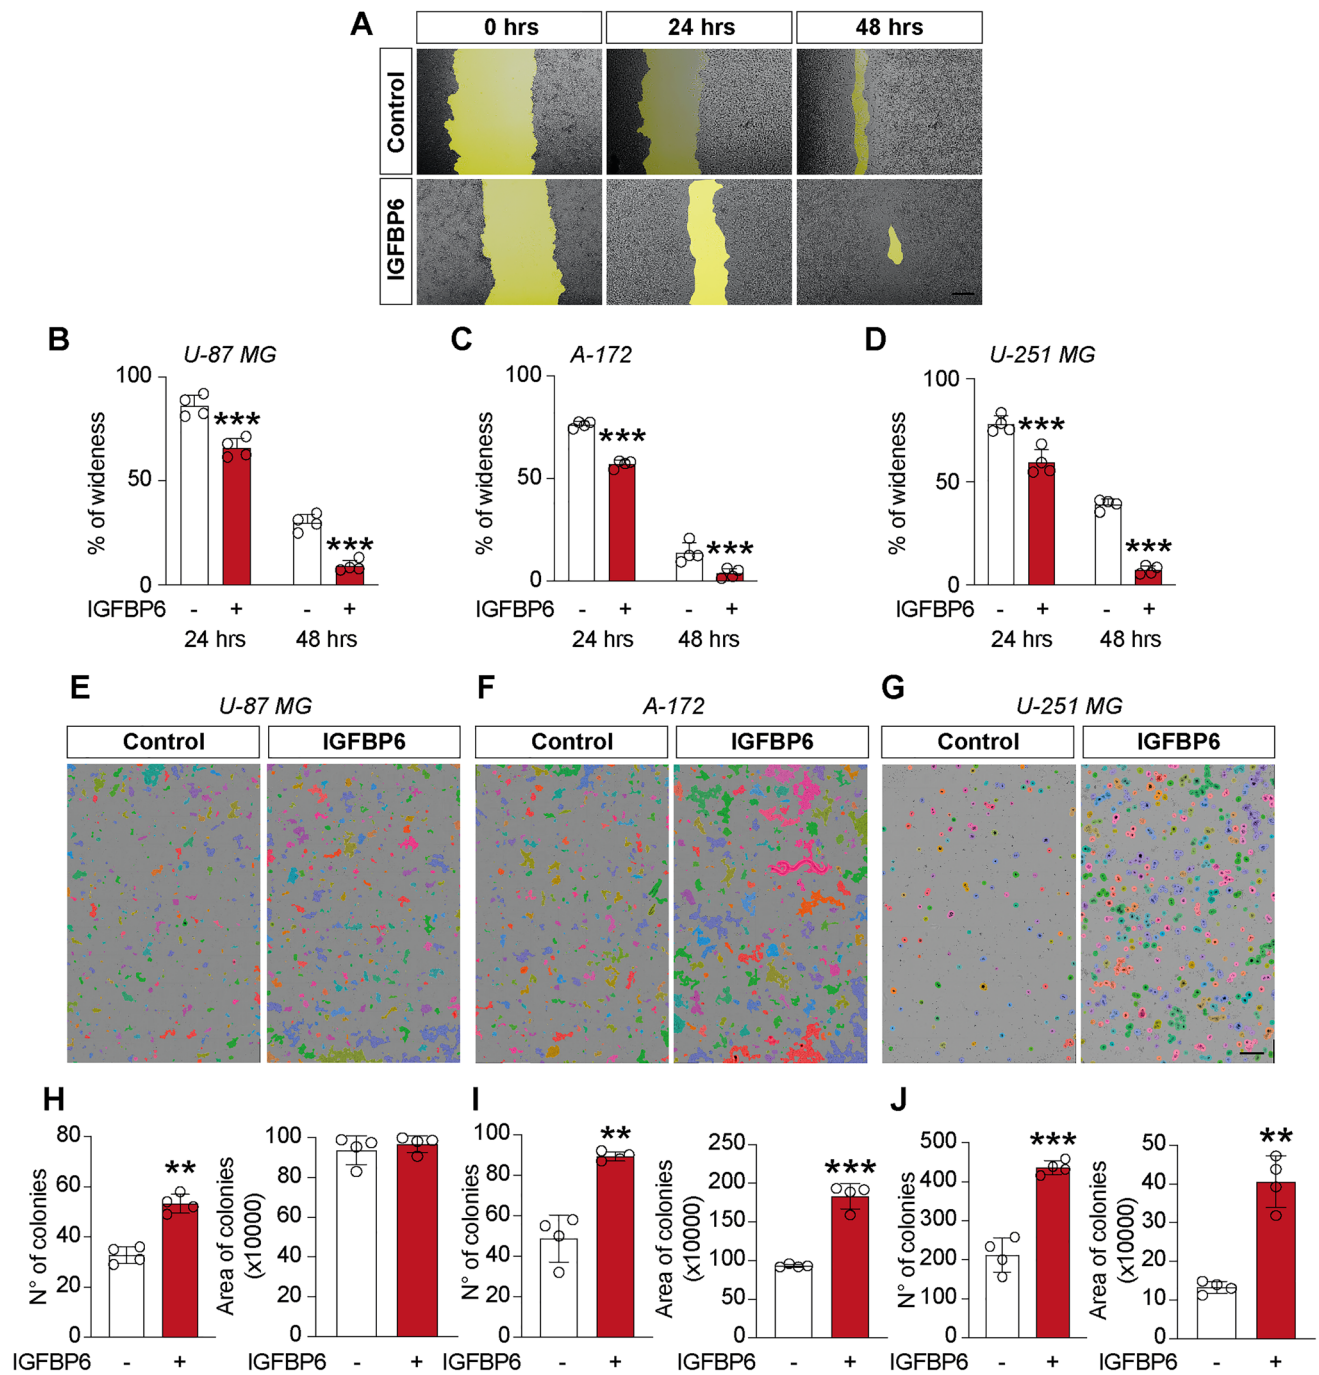 A
0 hrs
24 hrs
48 hrs
Control
IGFBP6
B
U-87 MG
100
50
0
% of wideness
***
***
IGFBP6 - + - +
24 hrs 48 hrs
C
A-172
100
50
0
% of wideness
***
***
IGFBP6 - + - +
24 hrs 48 hrs
D
U-251 MG
100
50
0
% of wideness
***
***
IGFBP6 - + - +
24 hrs 48 hrs
E
U-87 MG
Control
IGFBP6
F
A-172
Control
IGFBP6
G
U-251 MG
Control
IGFBP6
H
80
60
40
20
0
N° of colonies
**
IGFBP6 - +
100
80
60
40
20
0
Area of colonies
(x10000)
IGFBP6 - +
I
100
80
60
40
20
0
N° of colonies
**
IGFBP6 - +
250
200
150
100
50
0
Area of colonies
(x10000)
***
IGFBP6 - +
J
500
400
300
200
100
0
N° of colonies
***
IGFBP6 - +
50
40
30
20
10
0
Area of colonies
(x10000)
**
IGFBP6 - +